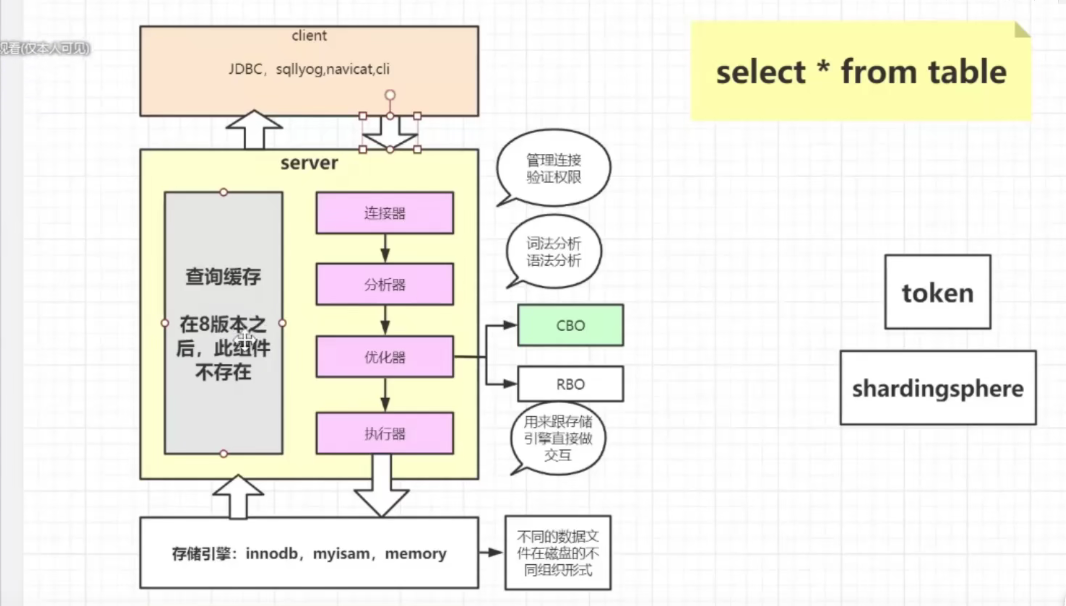 client
JDBC，sqllyog,navicat,cli
观看(仅本人可见)
select * from table
server
管理连接
验证权限
连接器
词法分析
语法分析
查询缓存
在8版本之
后，此组件
不存在
分析器
token
CBO
优化器
RBO
shardingsphere
用来跟存储
引擎直接做
交互
执行器
存储引擎：innodb，myisam，memory
不同的数据文
件在磁盘的不
同组织形式